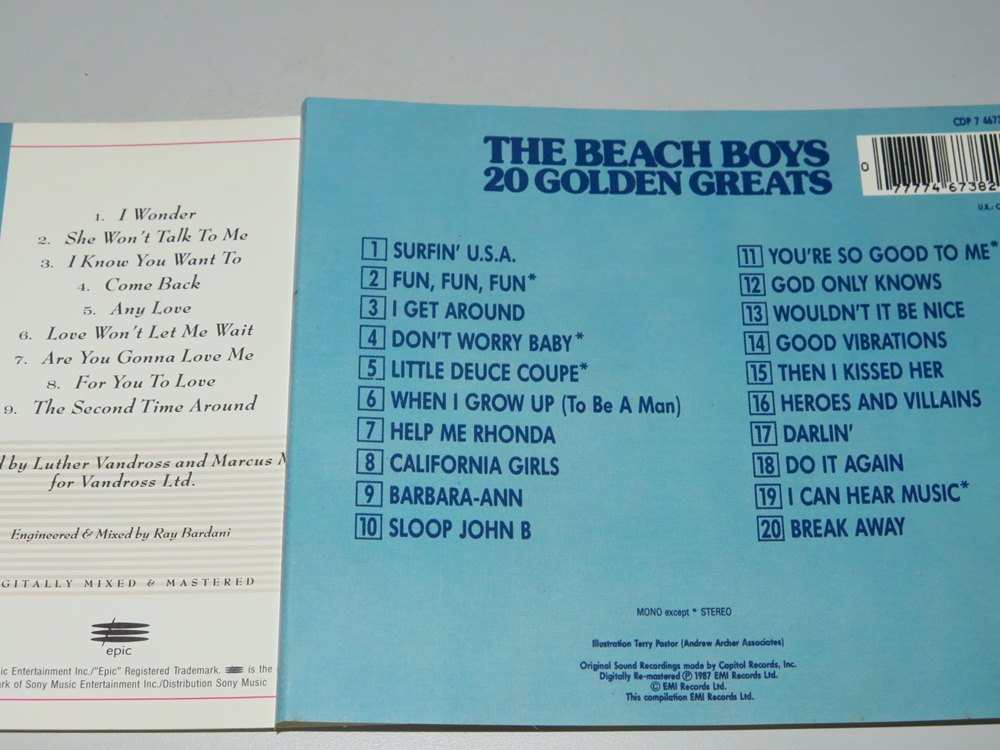 1. I Wonder
2. She Won't Talk To Me
3. I Know You Want To
4. Come Back
5. Any Love
6. Love Won't Let Me Wait
7. Are You Gonna Love Me
8. For You To Love
9. The Second Time Around
d by Luther Vandross and Marcus M
for Vandross Ltd.
Engineered & Mixed by Ray Bardani
GITALLY MIXED & MASTERED
epic
ic Entertainment Inc./"Epic" Registered Trademark. is the
rk of Sony Music Entertainment Inc./Distribution Sony Music
CDP 7 4673
THE BEACH BOYS
20 GOLDEN GREATS
0 77774 67382
U.K.: C
1 SURFIN' U.S.A.
2 FUN, FUN, FUN*
3 I GET AROUND
4 DON'T WORRY BABY*
5 LITTLE DEUCE COUPE*
6 WHEN I GROW UP (To Be A Man)
7 HELP ME RHONDA
8 CALIFORNIA GIRLS
9 BARBARA-ANN
10 SLOOP JOHN B
11 YOU'RE SO GOOD TO ME*
12 GOD ONLY KNOWS
13 WOULDN'T IT BE NICE
14 GOOD VIBRATIONS
15 THEN I KISSED HER
16 HEROES AND VILLAINS
17 DARLIN'
18 DO IT AGAIN
19 I CAN HEAR MUSIC*
20 BREAK AWAY
MONO except * STEREO
Illustration Terry Pastor (Andrew Archer Associates)
Original Sound Recordings made by Capitol Records, Inc.
Digitally Re-mastered Ⓟ 1987 EMI Records Ltd.
© EMI Records Ltd.
This compilation EMI Records Ltd.